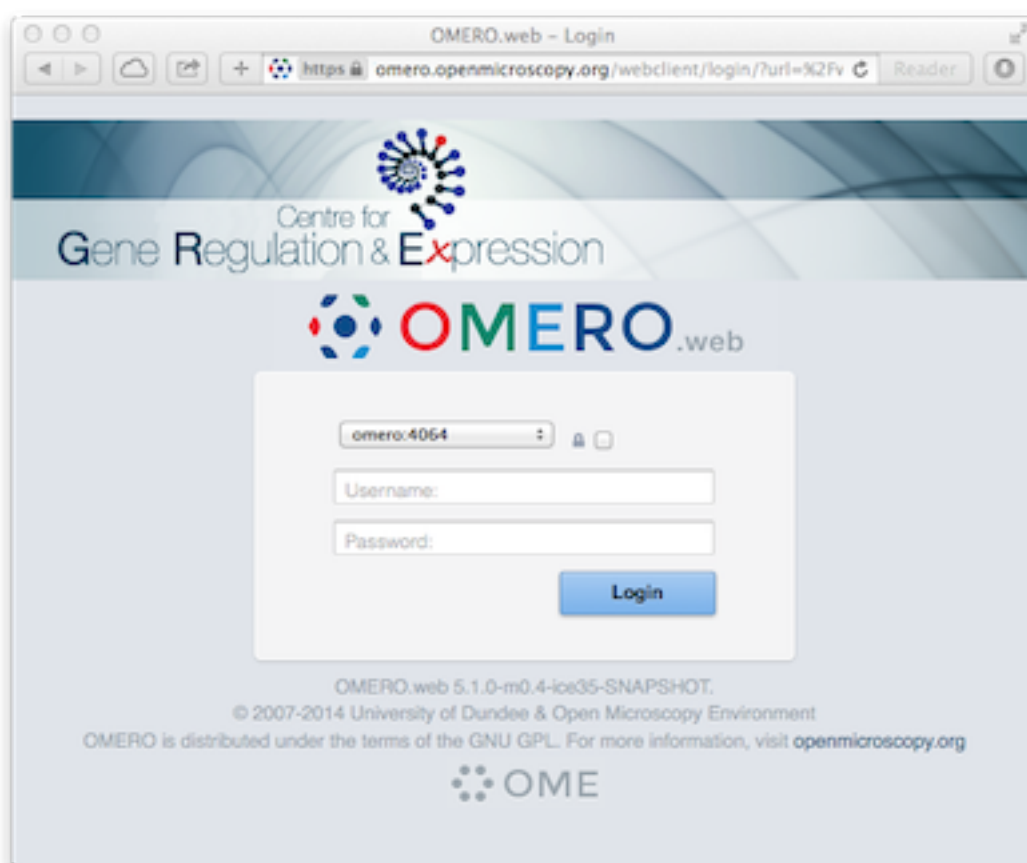 OMERO.web – Login
https omero.openmicroscopy.org/webclient/login/?url=%2Fv Reader
Centre for
Gene Regulation & Expression
OMERO.web
omero:4064
Username:
Password:
Login
OMERO.web 5.1.0-m0.4-ice35-SNAPSHOT.
© 2007-2014 University of Dundee & Open Microscopy Environment
OMERO is distributed under the terms of the GNU GPL. For more information, visit openmicroscopy.org
OME